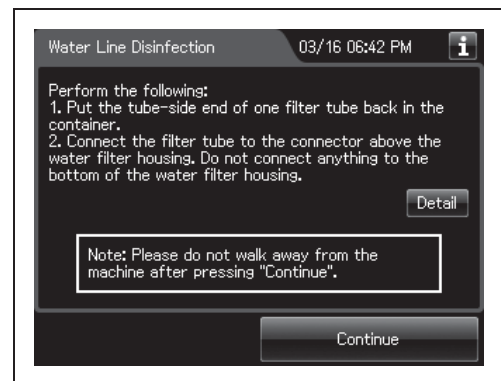 Water Line Disinfection
03/16 06:42 PM
i
Perform the following:
1. Put the tube-side end of one filter tube back in the
container.
2. Connect the filter tube to the connector above the
water filter housing. Do not connect anything to the
bottom of the water filter housing.
Detail
Note: Please do not walk away from the
machine after pressing "Continue".
Continue